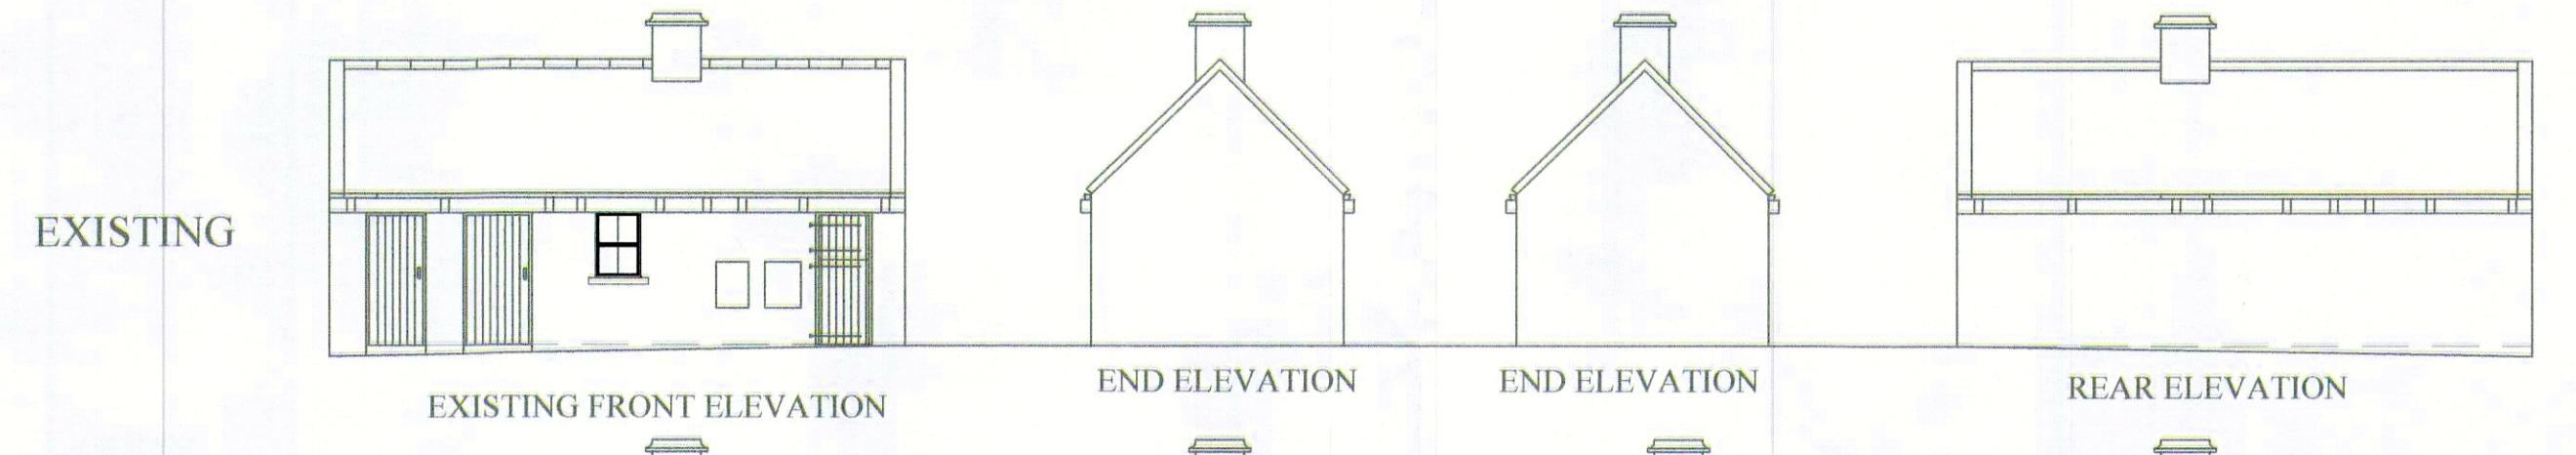 EXISTING
EXISTING FRONT ELEVATION
END ELEVATION
END ELEVATION
REAR ELEVATION